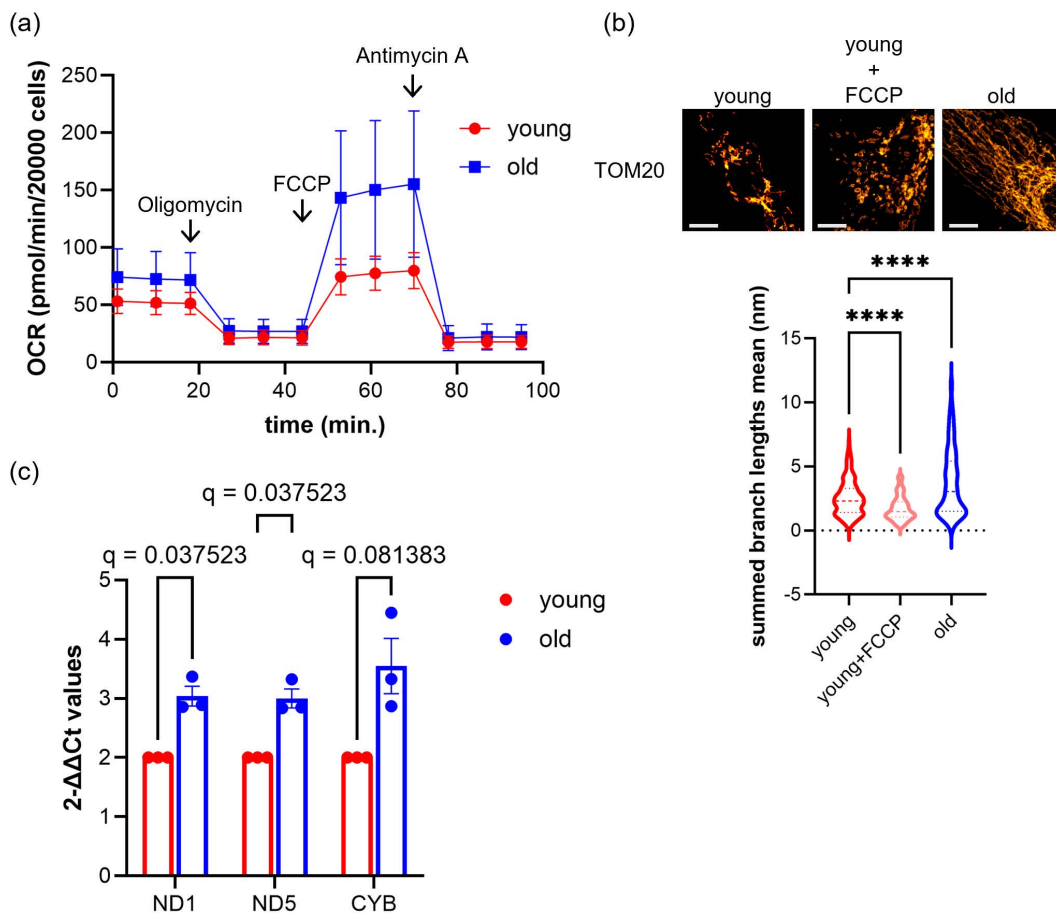 (a)
Antimycin A
250
200
150
100
50
0
OCR (pmol/min/20000 cells)
Oligomycin
FCCP
young
old
0
20
40
60
80
100
time (min.)
(b)
young
young
+
FCCP
old
TOM20
****
****
15
10
5
0
-5
summed branch lengths mean (nm)
young
young+FCCP
old
(c)
q = 0.037523
q = 0.037523
q = 0.081383
5
4
3
2
1
0
2-ΔΔCt values
young
old
ND1
ND5
CYB